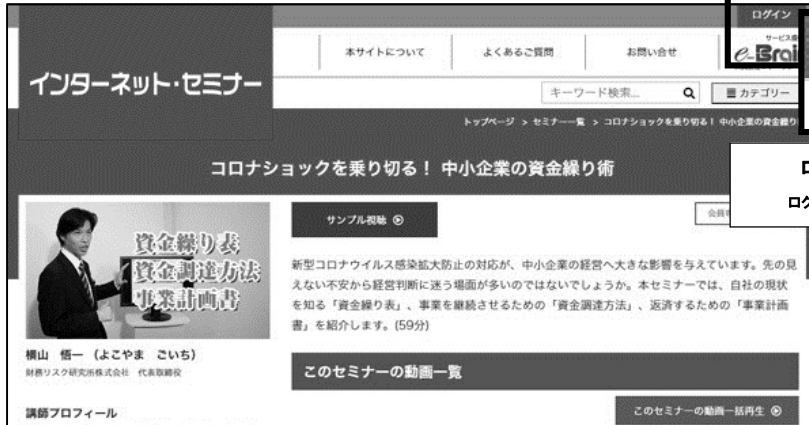 ログイン
本サイトについて
よくあるご質問
お問い合せ
インターネット・セミナー
キーワード検索...
カテゴリー
トップページ > セミナー一覧 > コロナショックを乗り切る! 中小企業の資金繰り
コロナショックを乗り切る! 中小企業の資金繰り術
サンプル視聴
資金繰り表
資金調達方法
事業計画書
新型コロナウイルス感染拡大防止の対応が、中小企業の経営へ大きな影響を与えています。先の見
えない不安から経営判断に迷う場面が多いのではないでしょうか。本セミナーでは、自社の現状
を知る「資金繰り表」、事業を継続させるための「資金調達方法」、返済するための「事業計画
書」を紹介します。(59分)
横山 悟一 (よこやま ごいち)
財務リスク研究所株式会社 代表取締役
このセミナーの動画一覧
講師プロフィール
このセミナーの動画一括再生